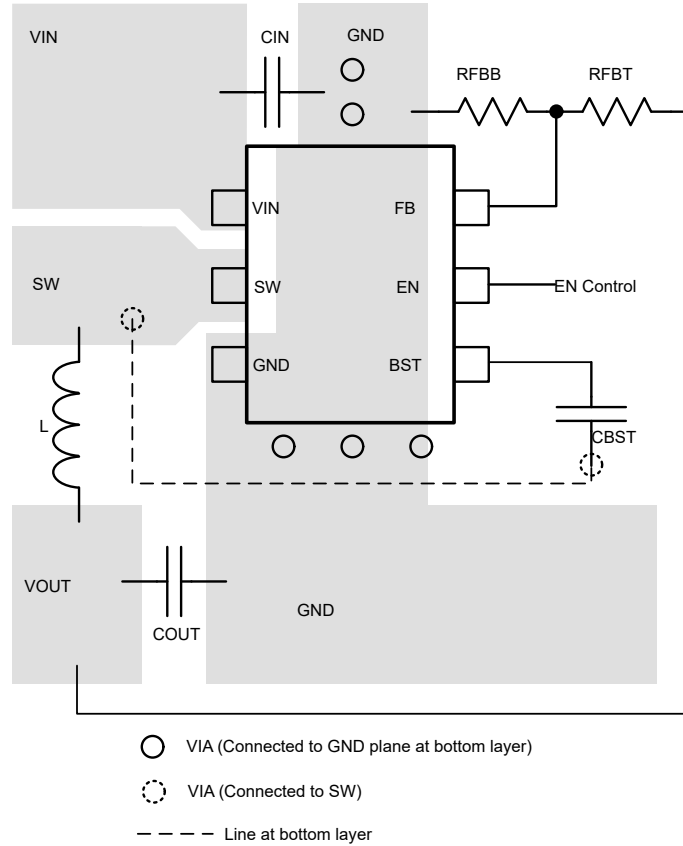 VIN
CIN
GND
RFBB
RFBT
VIN
FB
SW
SW
EN
EN Control
GND
BST
L
CBST
VOUT
COUT
GND
VIA (Connected to GND plane at bottom layer)
VIA (Connected to SW)
Line at bottom layer